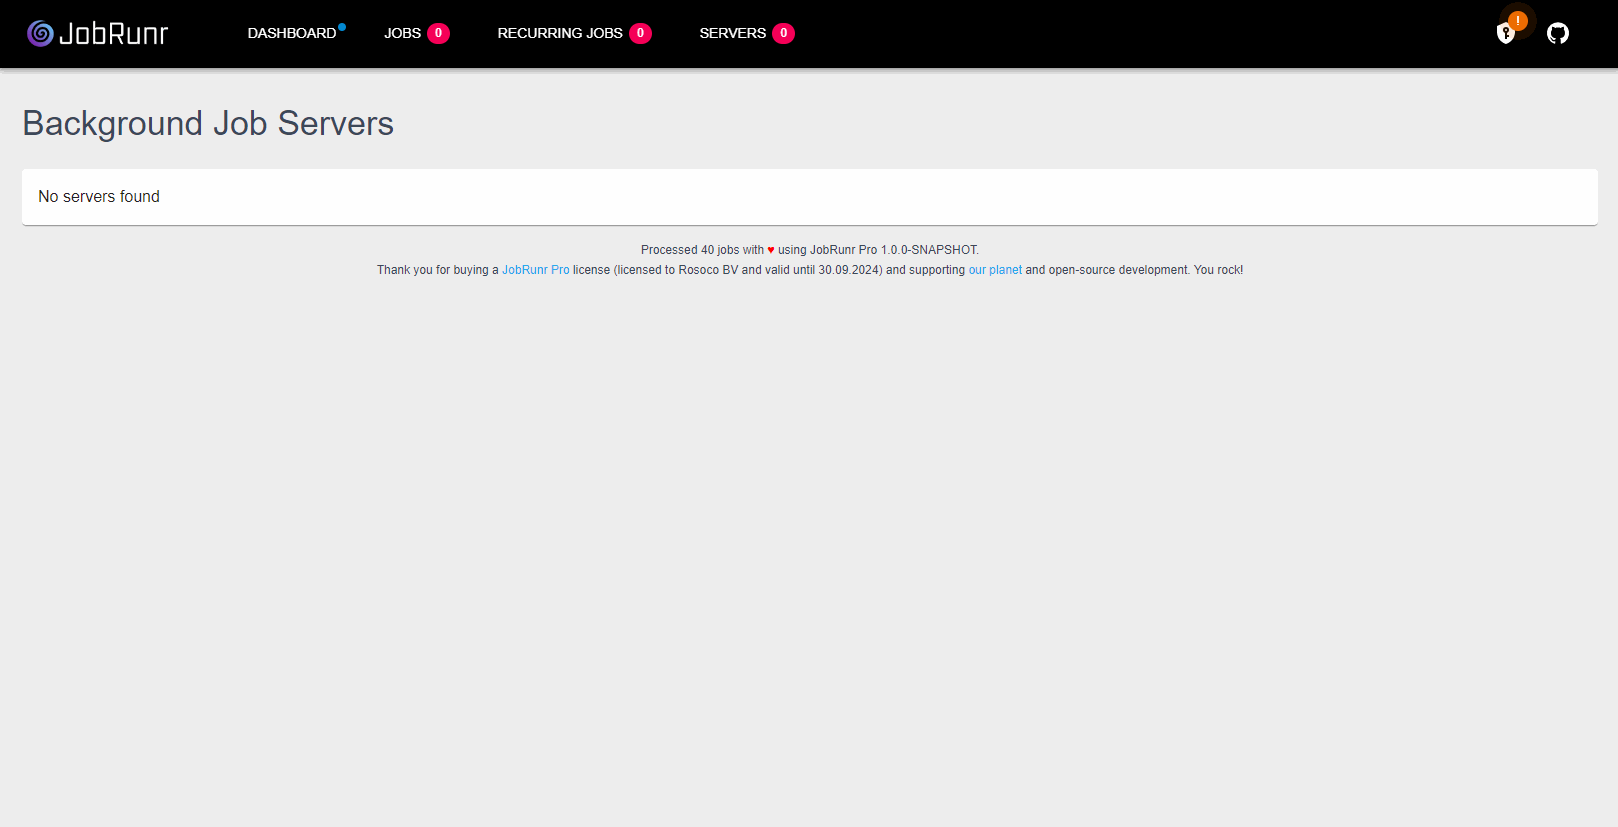 JobRunr DASHBOARD JOBS 0 RECURRING JOBS 0 SERVERS 0 !
Background Job Servers
No servers found
Processed 40 jobs with ♥ using JobRunr Pro 1.0.0-SNAPSHOT.
Thank you for buying a JobRunr Pro license (licensed to Rosoco BV and valid until 30.09.2024) and supporting our planet and open-source development. You rock!